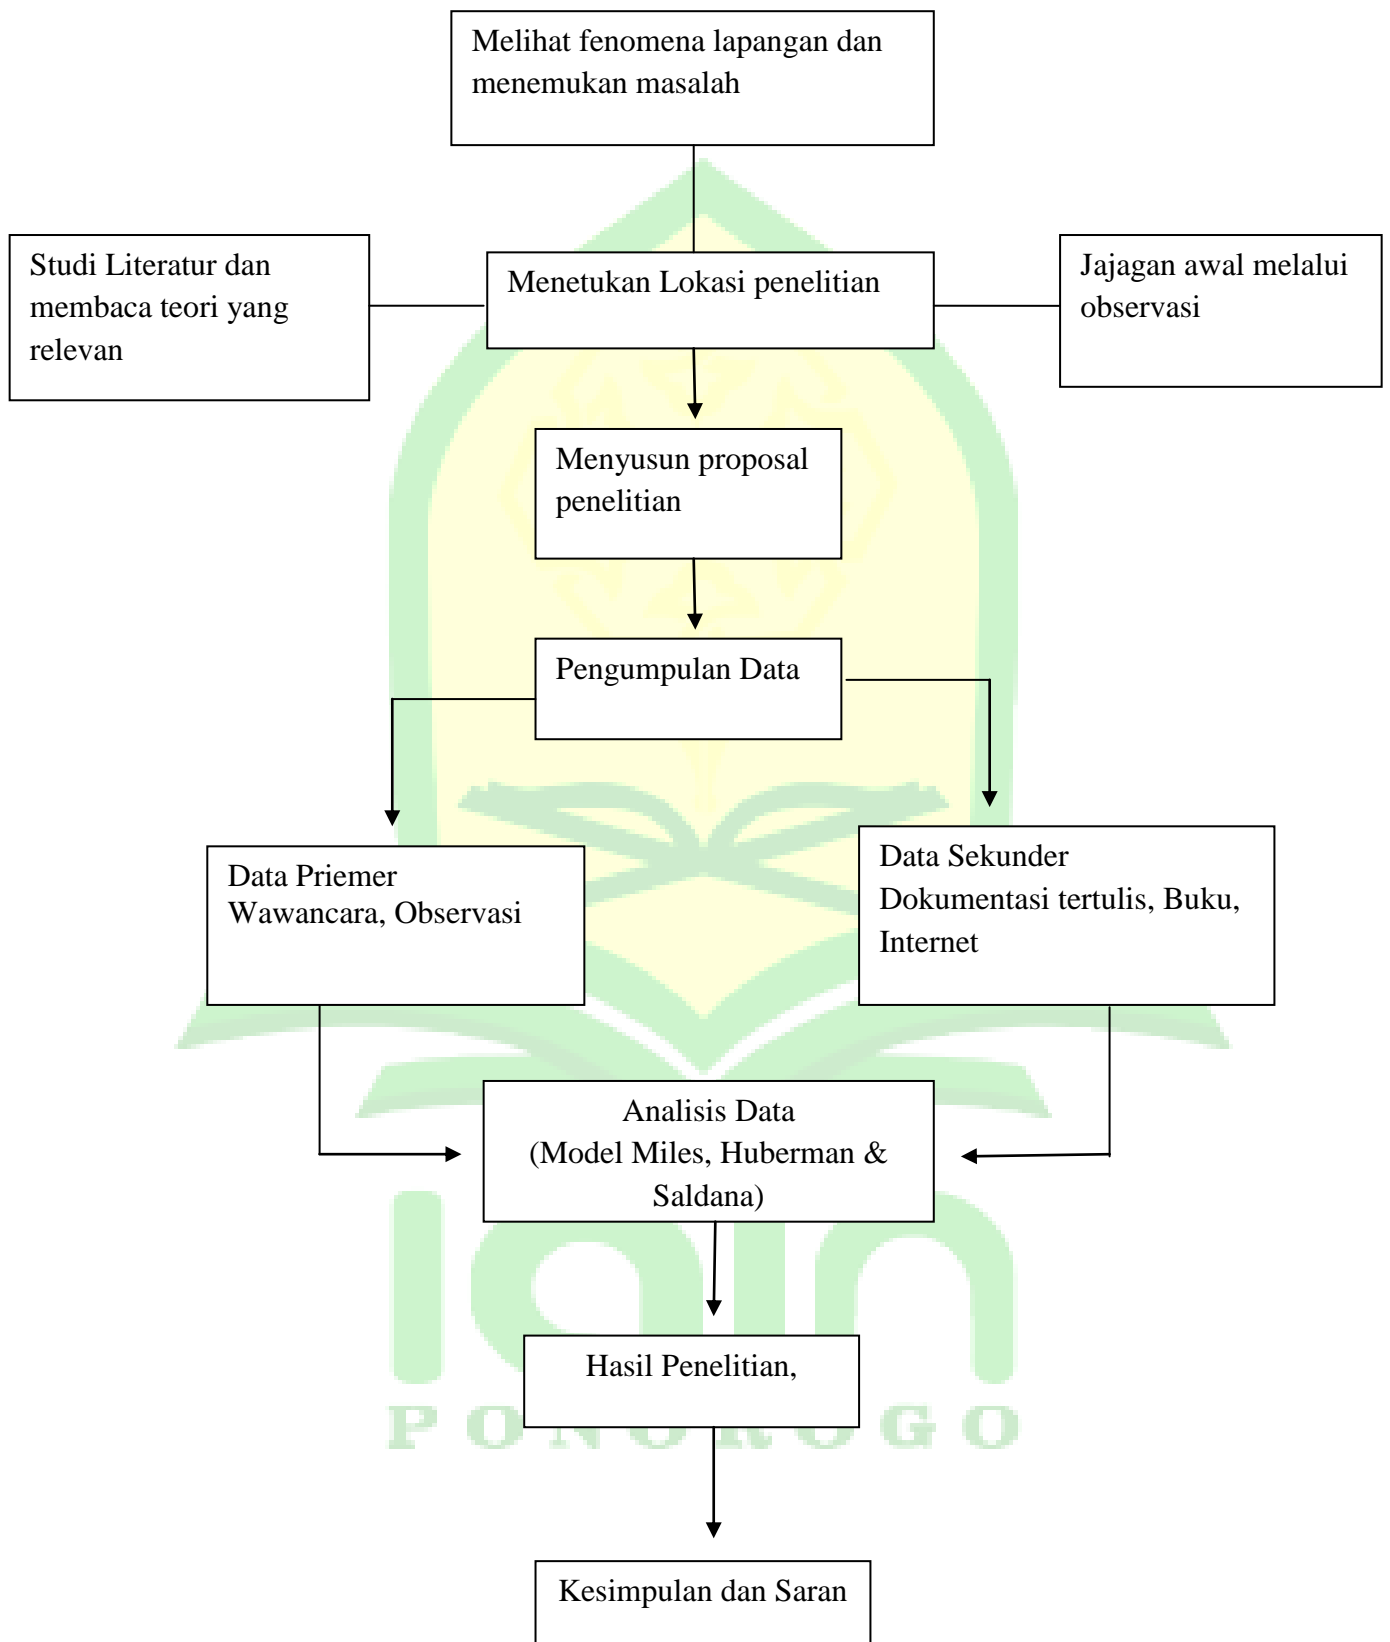 Melihat fenomena lapangan dan
menemukan masalah
Studi Literatur dan
membaca teori yang
relevan
Menetukan Lokasi penelitian
Jajagan awal melalui
observasi
Menyusun proposal
penelitian
Pengumpulan Data
Data Priemer
Wawancara, Observasi
Data Sekunder
Dokumentasi tertulis, Buku,
Internet
Analisis Data
(Model Miles, Huberman &
Saldana)
iain
Hasil Penelitian,
PONOROGO
Kesimpulan dan Saran